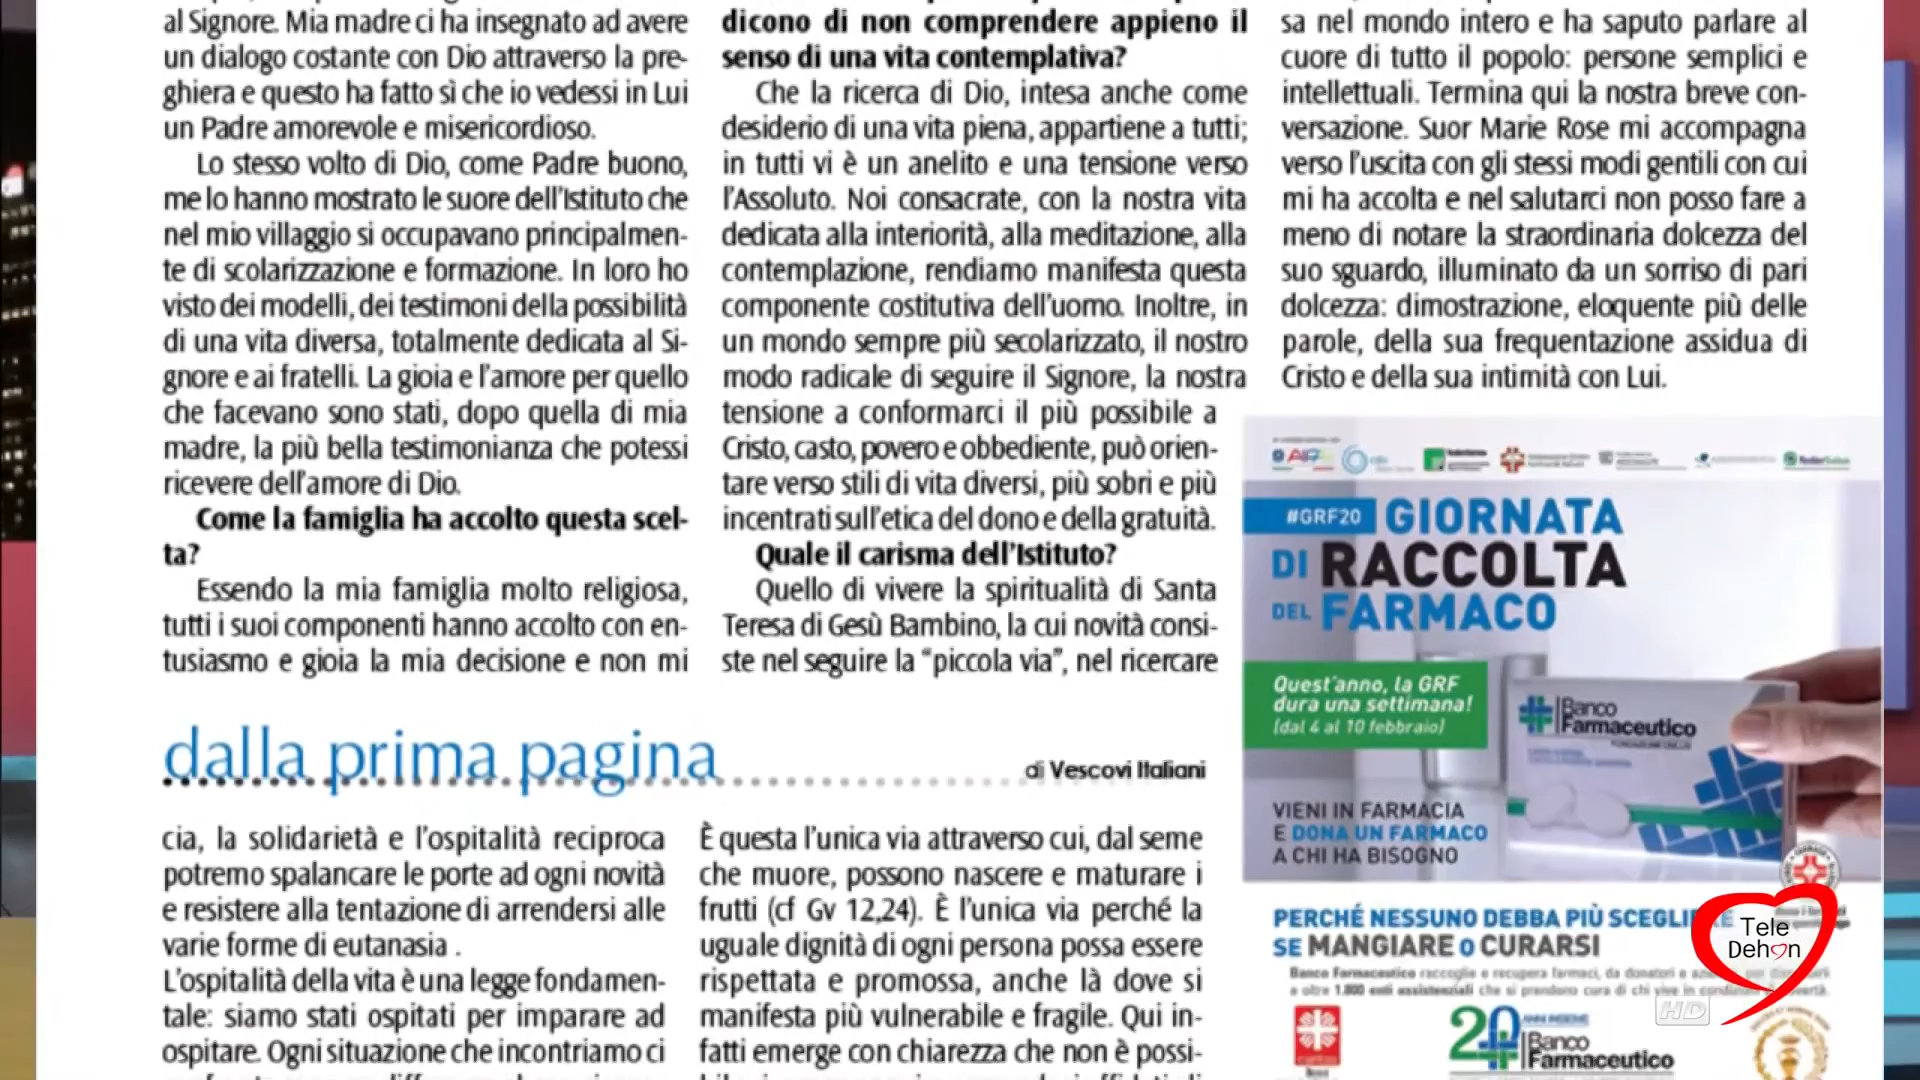 al Signore. Mia madre ci ha insegnato ad avere
un dialogo costante con Dio attraverso la pre-
ghiera e questo ha fatto sì che io vedessi in Lui
un Padre amorevole e misericordioso.
Lo stesso volto di Dio, come Padre buono,
me lo hanno mostrato le suore dell'Istituto che
nel mio villaggio si occupavano principalmen-
te di scolarizzazione e formazione. In loro ho
visto dei modelli, dei testimoni della possibilità
di una vita diversa, totalmente dedicata al Si-
gnore e ai fratelli. La gioia e l'amore per quello
che facevano sono stati, dopo quella di mia
madre, la più bella testimonianza che potessi
ricevere dell'amore di Dio.
Come la famiglia ha accolto questa scel-
ta?
Essendo la mia famiglia molto religiosa,
tutti i suoi componenti hanno accolto con en-
tusiasmo e gioia la mia decisione e non mi
dicono di non comprendere appieno il
senso di una vita contemplativa?
Che la ricerca di Dio, intesa anche come
desiderio di una vita piena, appartiene a tutti;
in tutti vi è un anelito e una tensione verso
l'Assoluto. Noi consacrate, con la nostra vita
dedicata alla interiorità, alla meditazione, alla
contemplazione, rendiamo manifesta questa
componente costitutiva dell'uomo. Inoltre, in
un mondo sempre più secolarizzato, il nostro
modo radicale di seguire il Signore, la nostra
tensione a conformarci il più possibile a
Cristo, casto, povero e obbediente, può orien-
tare verso stili di vita diversi, più sobri e più
incentrati sull'etica del dono e della gratuità.
Quale il carisma dell'Istituto?
Quello di vivere la spiritualità di Santa
Teresa di Gesù Bambino, la cui novità consi-
ste nel seguire la "piccola via", nel ricercare
sa nel mondo intero e ha saputo parlare al
cuore di tutto il popolo: persone semplici e
intellettuali. Termina qui la nostra breve con-
versazione. Suor Marie Rose mi accompagna
verso l'uscita con gli stessi modi gentili con cui
mi ha accolta e nel salutarci non posso fare a
meno di notare la straordinaria dolcezza del
suo sguardo, illuminato da un sorriso di pari
dolcezza: dimostrazione, eloquente più delle
parole, della sua frequentazione assidua di
Cristo e della sua intimità con Lui.
#GRF20 GIORNATA
DI RACCOLTA
DEL FARMACO
Quest'anno, la GRF
dura una settimana!
(dal 4 al 10 febbraio)
Banco
Farmaceutico
VIENI IN FARMACIA
E DONA UN FARMACO
A CHI HA BISOGNO
PERCHÉ NESSUNO DEBBA PIÙ SCEGLI
SE MANGIARE O CURARSI
Banco Farmaceutico raccoglie e recupera farmaci, da donatori e
a oltre 1.800 enti assistenziali che si prendono cura di chi vive in
20 Banco
Farmaceutico
Tele
Dehon
HD
dalla prima pagina
di Vescovi Italiani
cia, la solidarietà e l'ospitalità reciproca
potremo spalancare le porte ad ogni novità
e resistere alla tentazione di arrendersi alle
varie forme di eutanasia .
L'ospitalità della vita è una legge fondamen-
tale: siamo stati ospitati per imparare ad
ospitare. Ogni situazione che incontriamo ci
È questa l'unica via attraverso cui, dal seme
che muore, possono nascere e maturare i
frutti (cf Gv 12,24). È l'unica via perché la
uguale dignità di ogni persona possa essere
rispettata e promossa, anche là dove si
manifesta più vulnerabile e fragile. Qui in-
fatti emerge con chiarezza che non è possi-